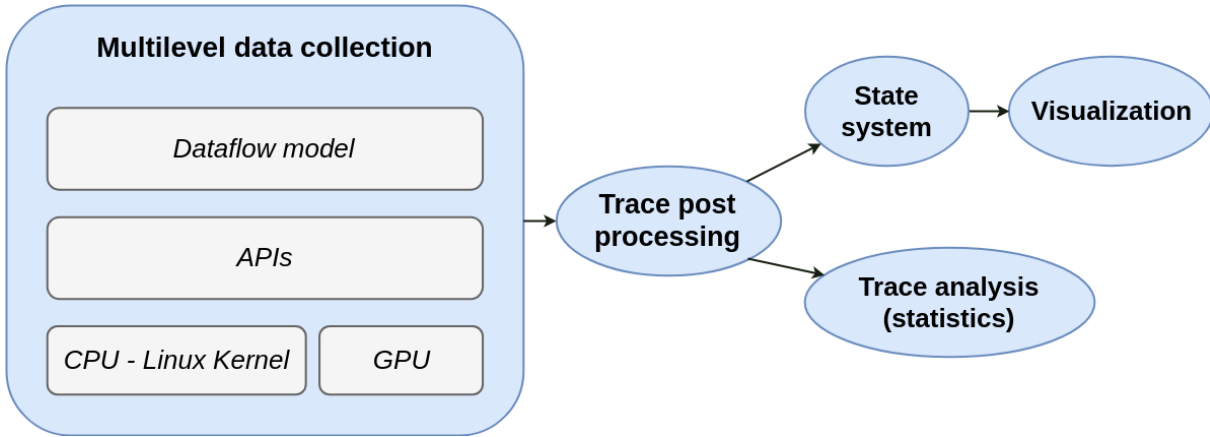 Multilevel data collection
Dataflow model
APIs
CPU - Linux Kernel
GPU
Trace post
processing
State
system
Visualization
Trace analysis
(statistics)